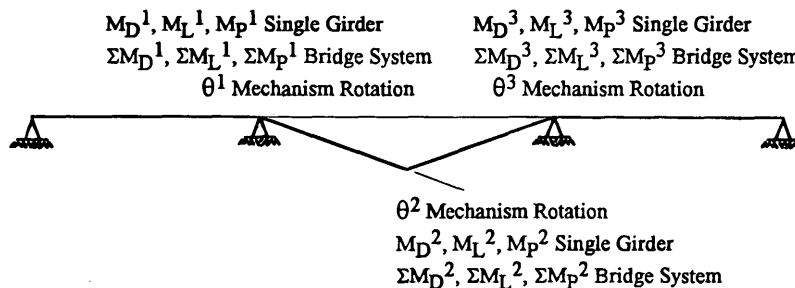 M_D^1, M_L^1, M_P^1 Single Girder
ΣM_D^1, ΣM_L^1, ΣM_P^1 Bridge System
θ^1 Mechanism Rotation
M_D^3, M_L^3, M_P^3 Single Girder
ΣM_D^3, ΣM_L^3, ΣM_P^3 Bridge System
θ^3 Mechanism Rotation
θ^2 Mechanism Rotation
M_D^2, M_L^2, M_P^2 Single Girder
ΣM_D^2, ΣM_L^2, ΣM_P^2 Bridge System